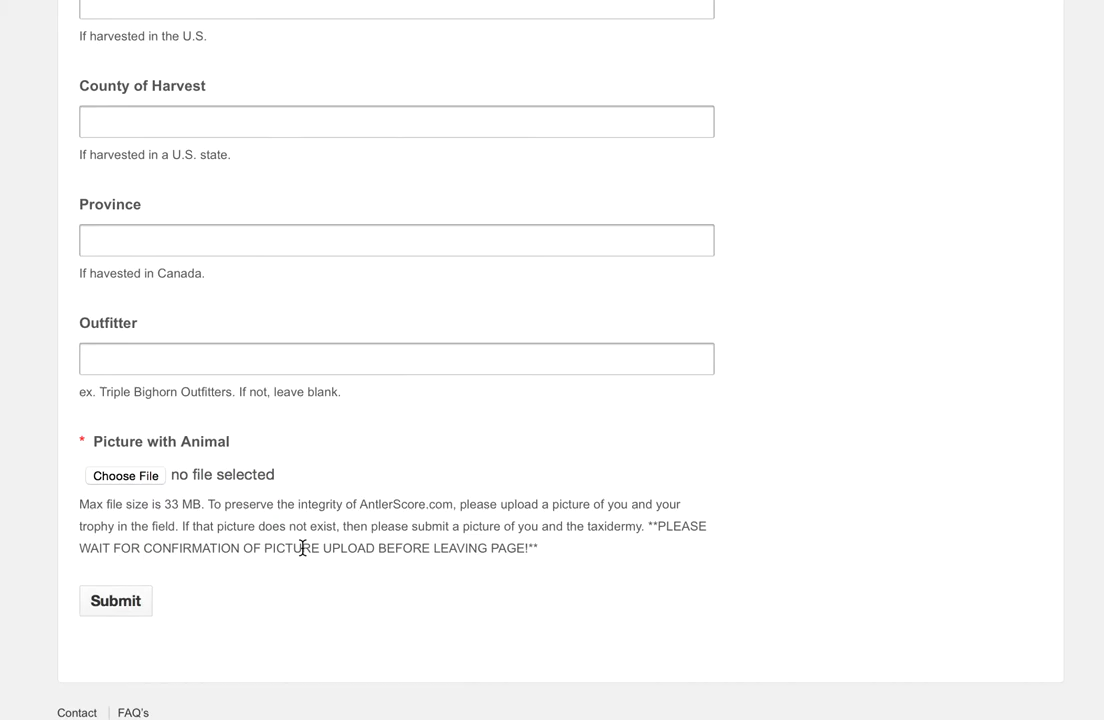 If harvested in the U.S.
County of Harvest
If harvested in a U.S. state.
Province
If havested in Canada.
Outfitter
ex. Triple Bighorn Outfitters. If not, leave blank.
* Picture with Animal
Choose File no file selected
Max file size is 33 MB. To preserve the integrity of AntlerScore.com, please upload a picture of you and your
trophy in the field. If that picture does not exist, then please submit a picture of you and the taxidermy. **PLEASE
WAIT FOR CONFIRMATION OF PICTURE UPLOAD BEFORE LEAVING PAGE!**
Submit
Contact FAQ's